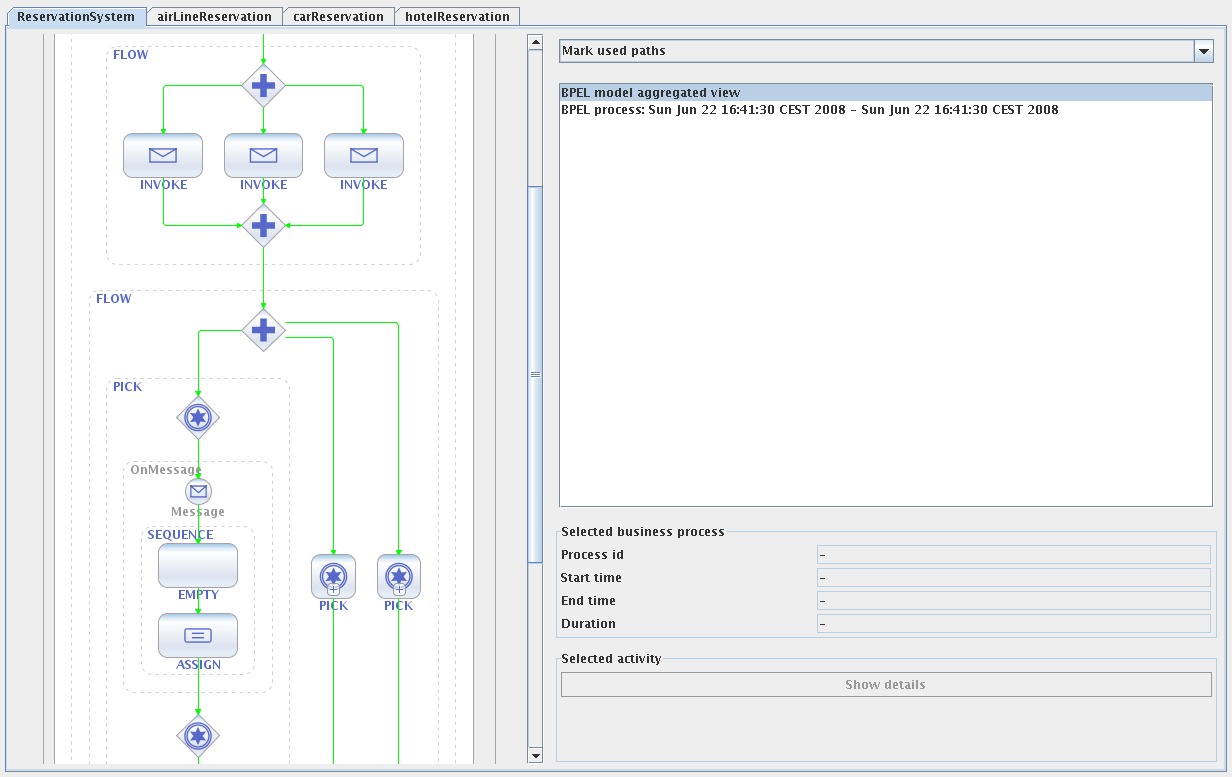 ReservationSystem airLineReservation carReservation hotelReservation
FLOW
INVOKE INVOKE INVOKE
FLOW
PICK
OnMessage
Message
SEQUENCE
EMPTY
PICK PICK
ASSIGN
Mark used paths
BPEL model aggregated view
BPEL process: Sun Jun 22 16:41:30 CEST 2008 - Sun Jun 22 16:41:30 CEST 2008
Selected business process
Process id -
Start time -
End time -
Duration -
Selected activity
Show details